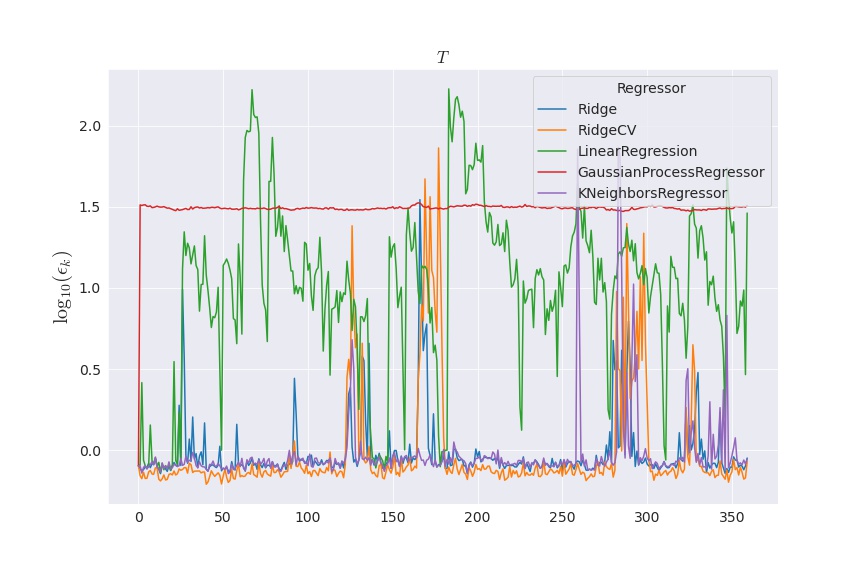 T
log₁₀(ϵₖ)
2.0
1.5
1.0
0.5
0.0
0
50
100
150
200
250
300
350
Regressor
Ridge
RidgeCV
LinearRegression
GaussianProcessRegressor
KNeighborsRegressor